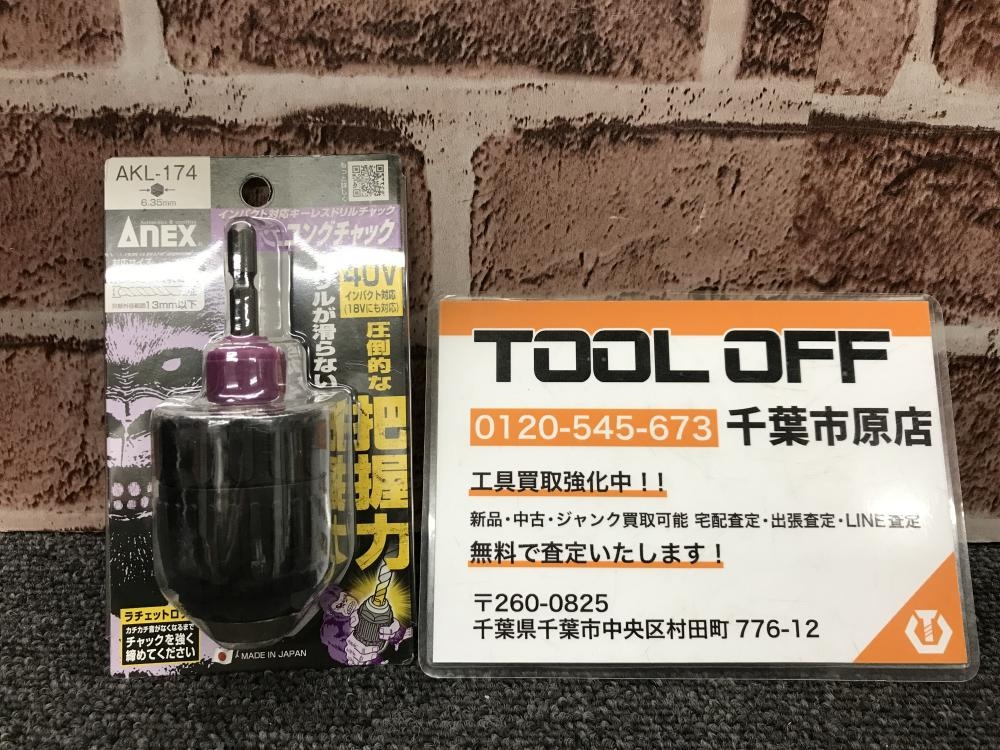 AKL-174
6.35mm
ANEX
インパクト対応キーレスドリルチャック
コングチャック
40V
インパクト対応
(18Vにも対応)
13mm以下
ルが滑らない
圧倒的な
把握力
ラチェットロック
カチカチ音がなくなるまで
チャックを強く
締めてください
MADE IN JAPAN
TOOL OFF
0120-545-673 千葉市原店
工具買取強化中！！
新品・中古・ジャンク買取可能 宅配査定・出張査定・LINE査定
無料で査定いたします！
〒260-0825
千葉県千葉市中央区村田町 776-12